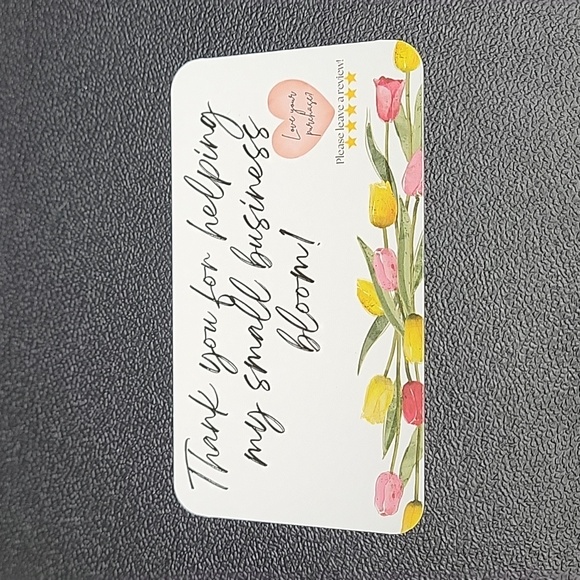 Thank you for helping
my small business
bloom!
Love your
purchase?
Please leave a review!